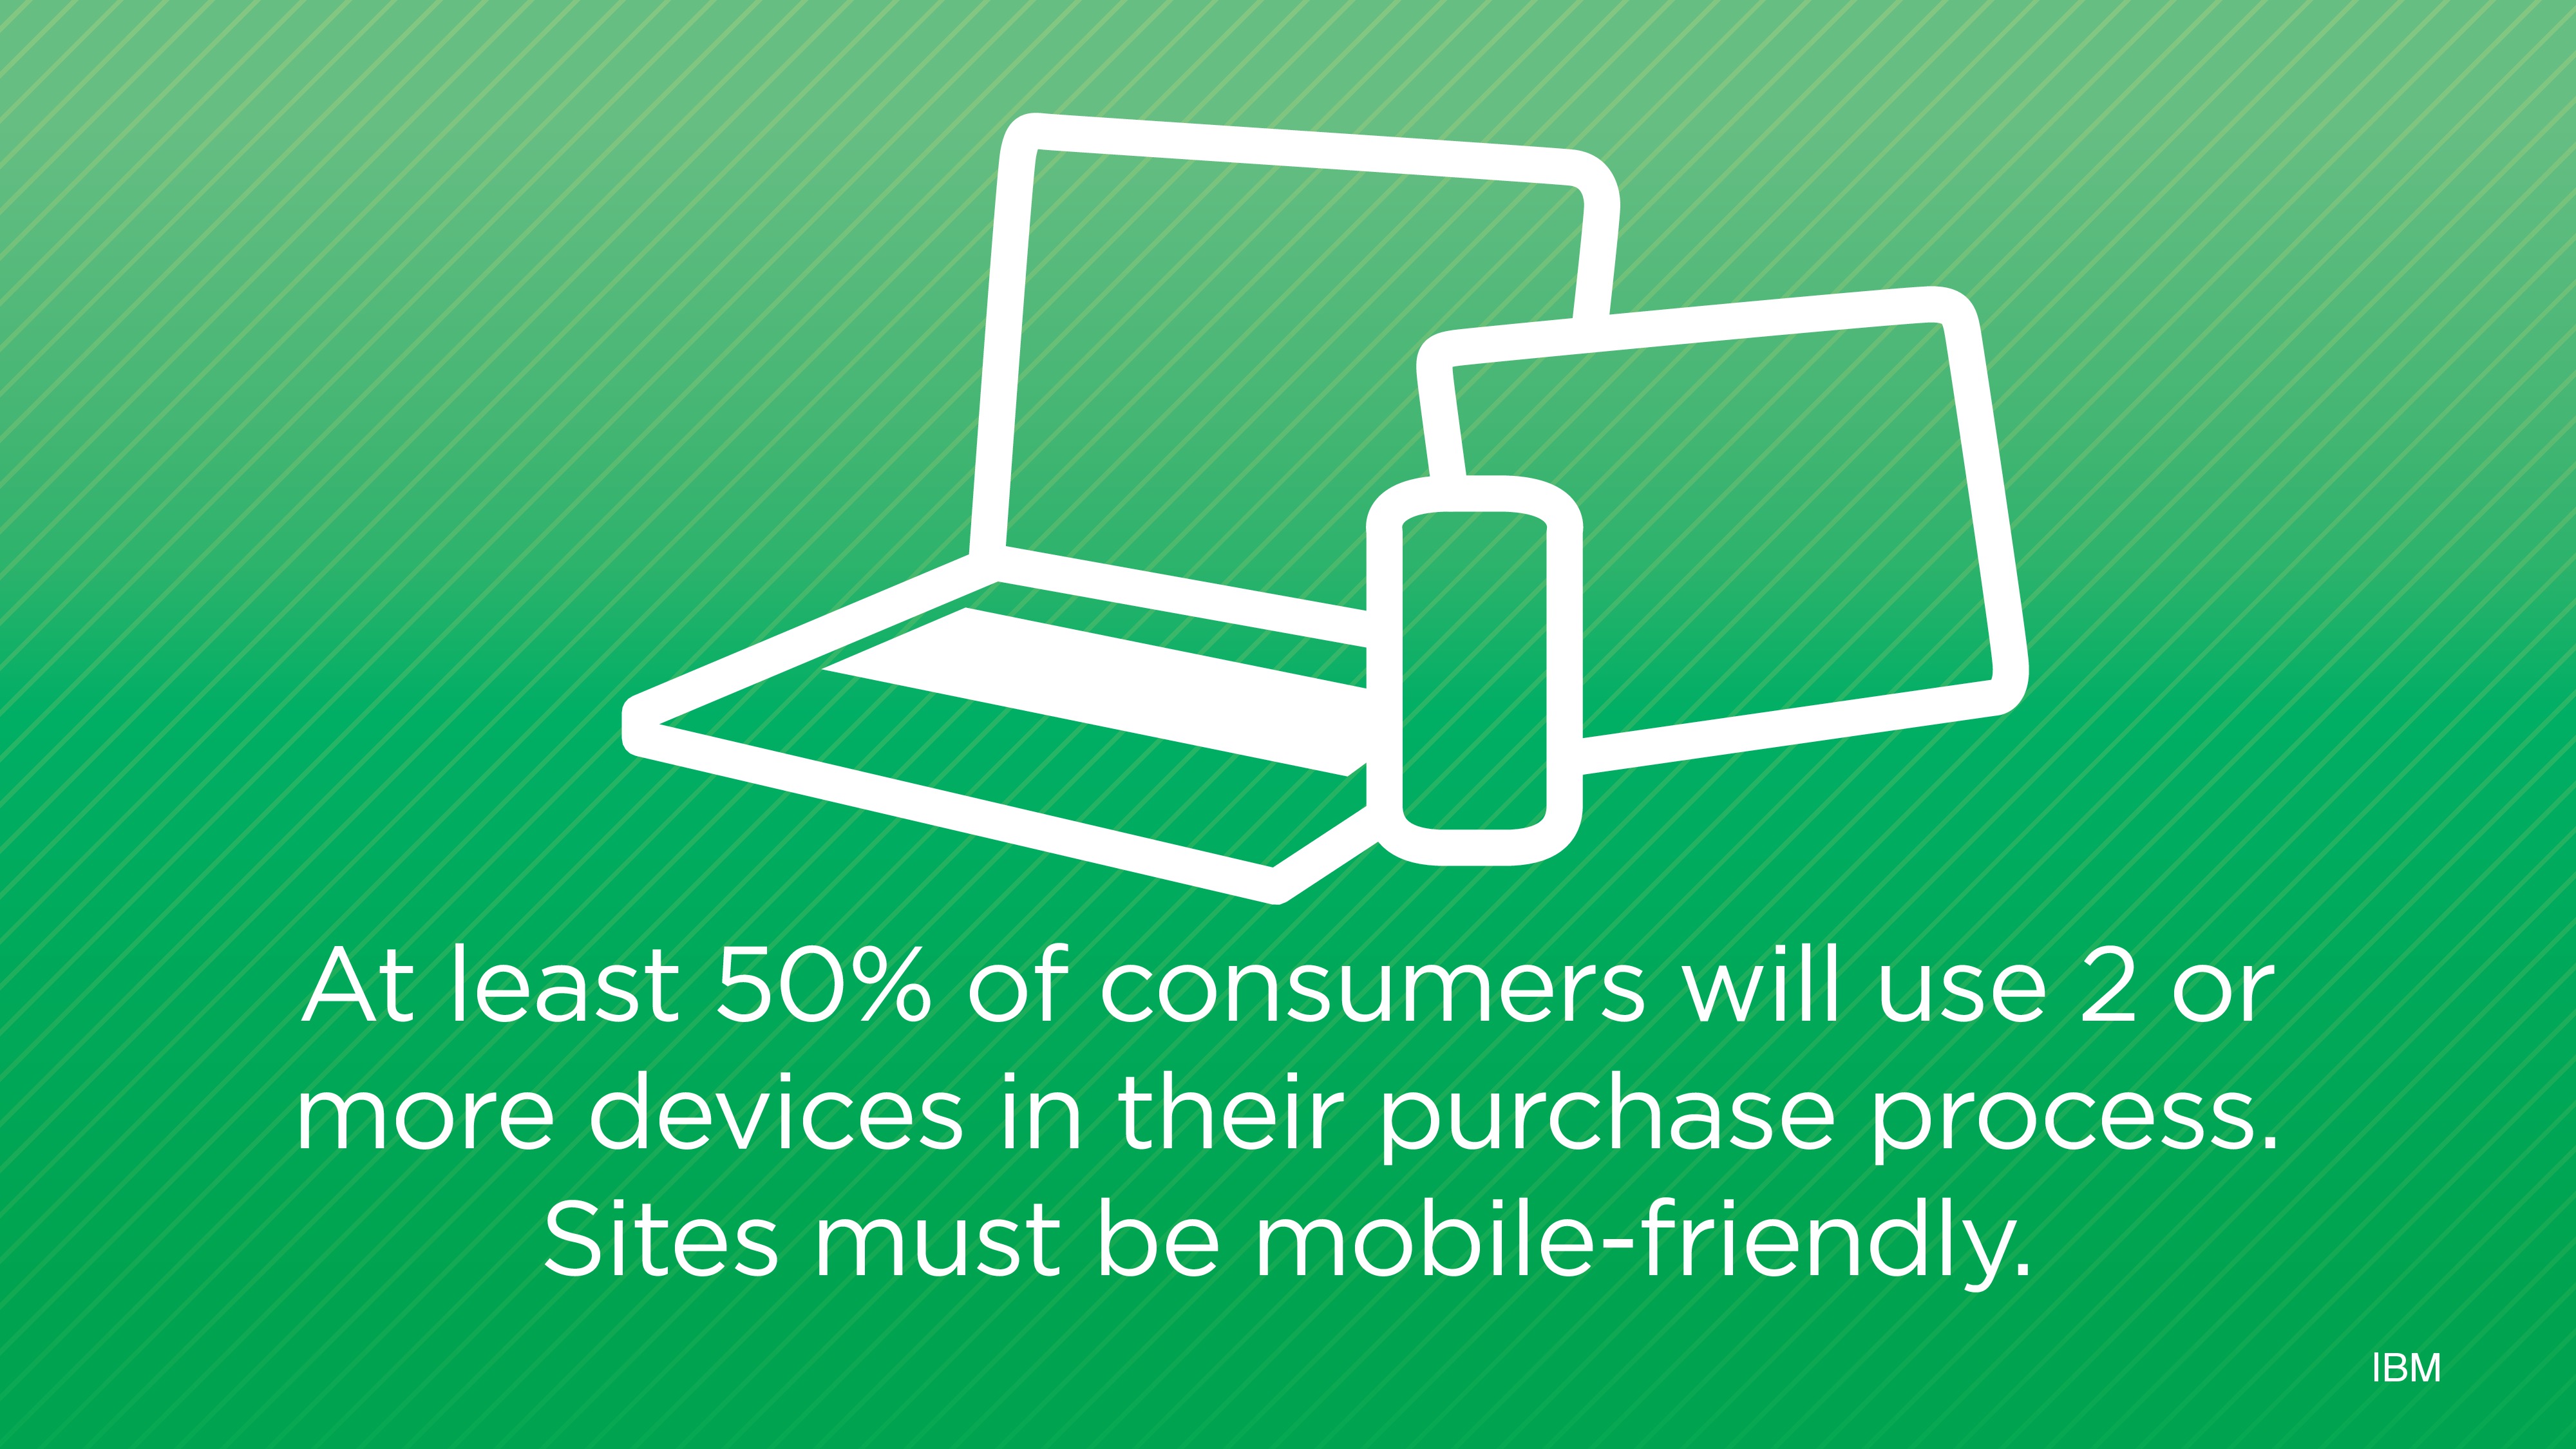 At least 50% of consumers will use 2 or
more devices in their purchase process.
Sites must be mobile-friendly.
IBM